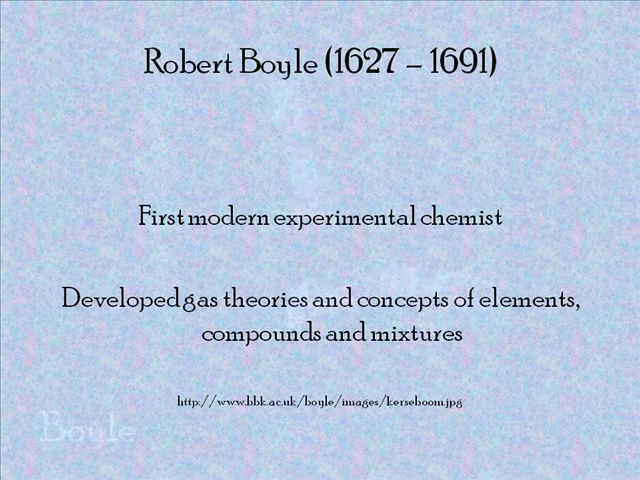 Robert Boyle (1627 – 1691)
First modern experimental chemist
Developed gas theories and concepts of elements,
compounds and mixtures
http://www.bbk.ac.uk/boyle/images/kerseboom.jpg
Boyle